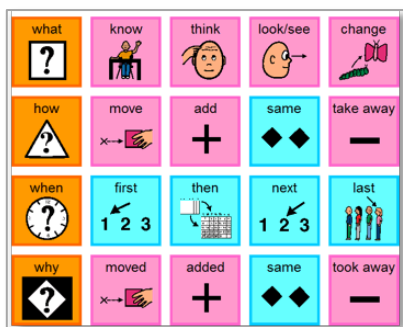 what know think look/see change
?
how move add same take away
?
when first then next last
?
1 2 3 1 2 3
why moved added same took away
?